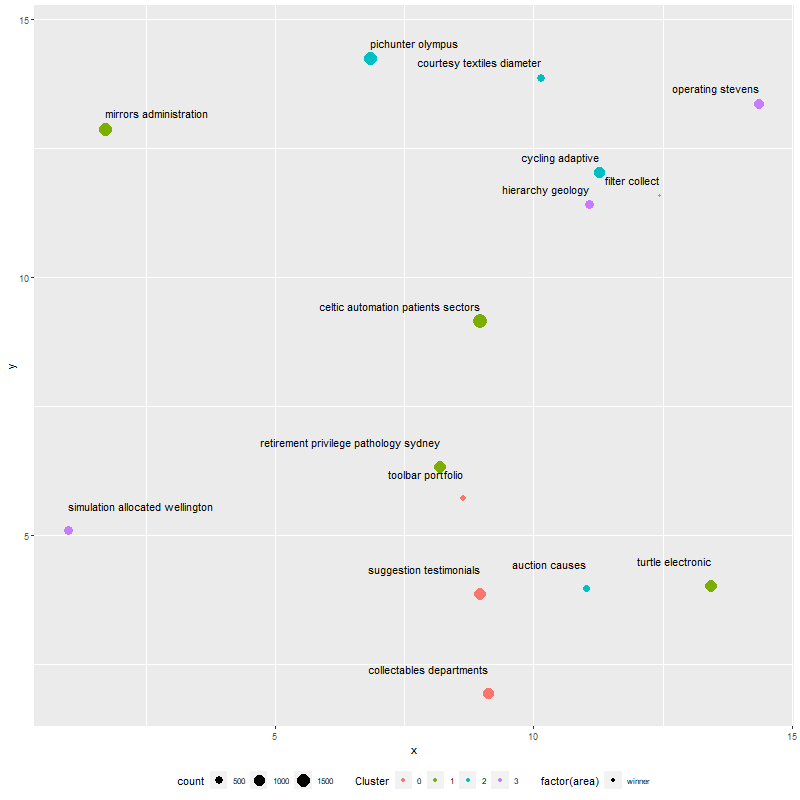 15
pichunter olympus
courtesy textiles diameter
operating stevens
mirrors administration
cycling adaptive
filter collect
hierarchy geology
10
celtic automation patients sectors
y
retirement privilege pathology sydney
toolbar portfolio
simulation allocated wellington
5
auction causes
turtle electronic
suggestion testimonials
collectables departments
5 10 15
x
count 500 1000 1500 Cluster 0 1 2 3 factor(area) winner